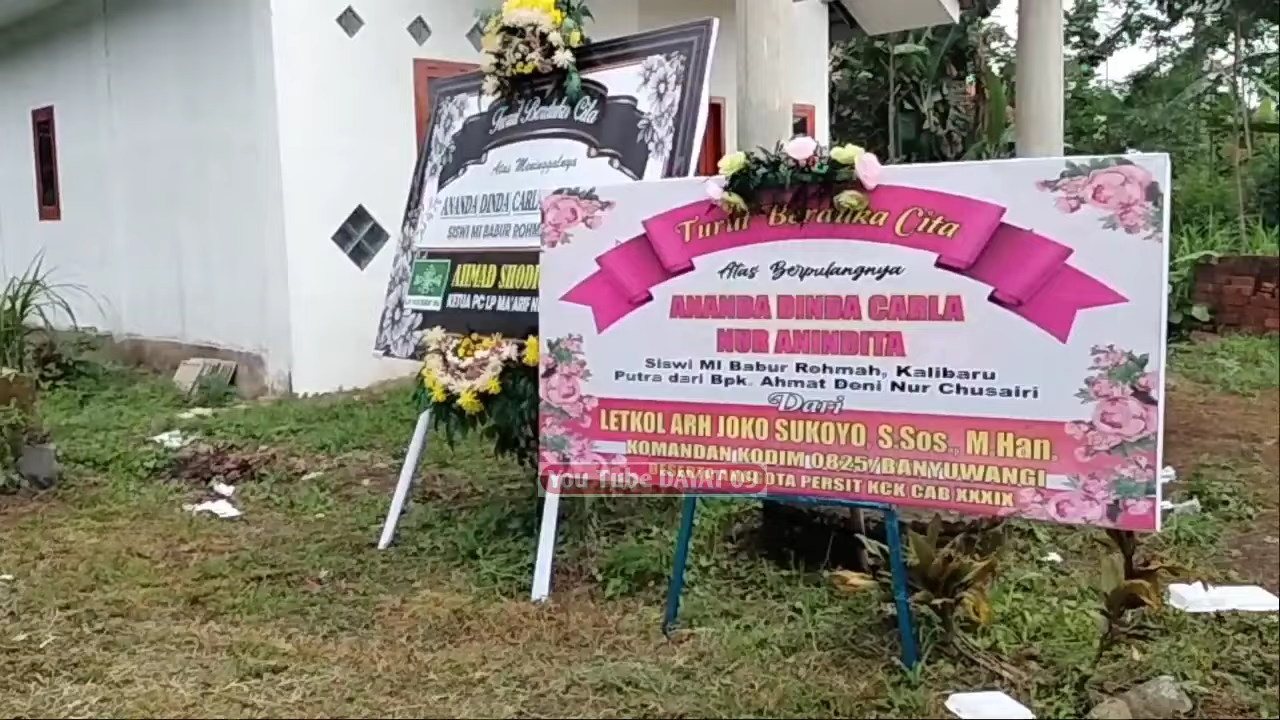 Turut Berduka Cita
Atas Meninggalnya
ANANDA DINDA CARLA
SISWI MI BABUR ROHM
AHMAD SHOD
KETUA PC LP MA'ARIF N
Turut Berduka Cita
Atas Berpulangnya
ANANDA DINDA CARLA
NUR ANINDITA
Siswi MI Babur Rohmah, Kalibaru
Putra dari Bpk. Ahmat Deni Nur Chusairi
Dari
LETKOL ARH JOKO SUKOYO, S.Sos., M.Han.
KOMANDAN KODIM 0825/BANYUWANGI
PERSIT KCK CAB XXXIX
You Tube DAYAT 09